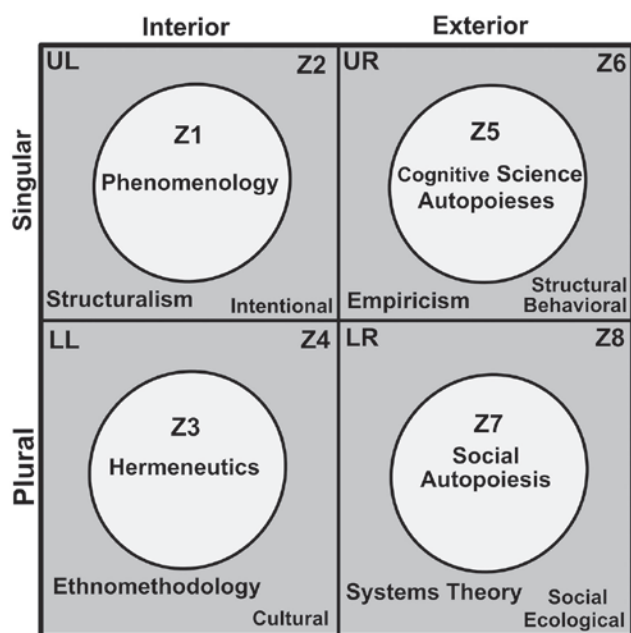 Interior Exterior
Singular
UL Z2
Z1
Phenomenology
Structuralism Intentional
UR Z6
Z5
Cognitive Science
Autopoieses
Empiricism Structural
Behavioral
Plural
LL Z4
Z3
Hermeneutics
Ethnomethodology
Cultural
LR Z8
Z7
Social
Autopoiesis
Systems Theory Social
Ecological